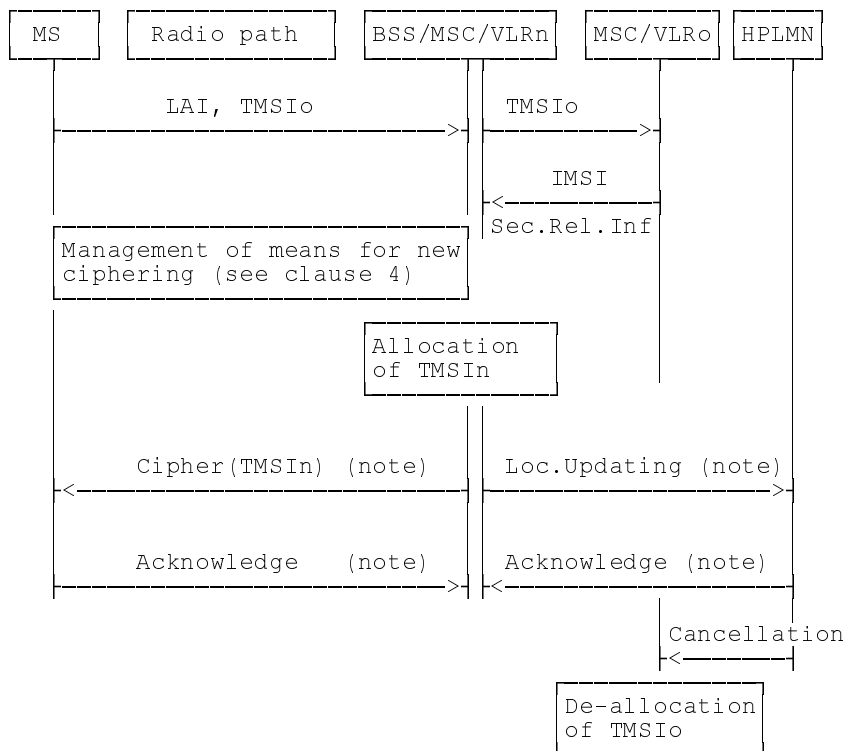 MS
Radio path
BSS/MSC/VLRn
MSC/VLRo
HPLMN
LAI, TMSIo
TMSIo
IMSI
Sec.Rel.Inf
Management of means for new
ciphering (see clause 4)
Allocation
of TMSIn
Cipher(TMSIn) (note)
Loc.Updating (note)
Acknowledge (note)
Acknowledge (note)
Cancellation
De-allocation
of TMSIo